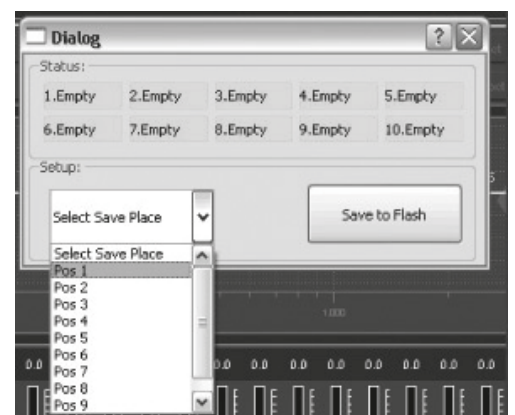 Dialog
Status:
1.Empty 2.Empty 3.Empty 4.Empty 5.Empty
6.Empty 7.Empty 8.Empty 9.Empty 10.Empty
Setup:
Select Save Place
Save to Flash
Select Save Place
Pos 1
Pos 2
Pos 3
Pos 4
Pos 5
Pos 6
Pos 7
Pos 8
Pos 9
1.000
0.0 0.0 0.0 0.0 0.0 0.0 0.0 0.0 0.0